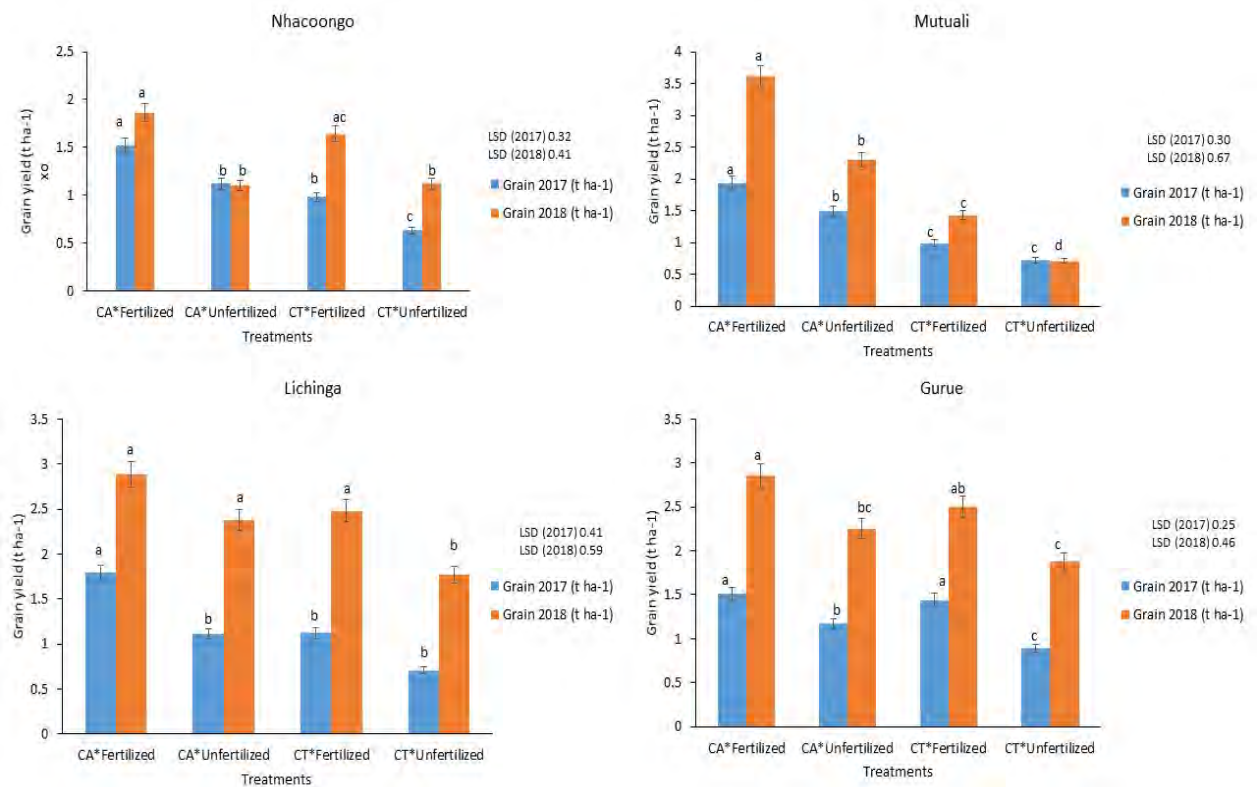 Nhacoongo
Grain yield (t ha-1)
xo
2.5
2
1.5
1
0.5
0
a
a
b
b
b
ac
c
b
CA*Fertilized
CA*Unfertilized
CT*Fertilized
CT*Unfertilized
Treatments
LSD (2017) 0.32
LSD (2018) 0.41
Grain 2017 (t ha-1)
Grain 2018 (t ha-1)
Mutuali
Grain yield (t ha-1)
4
3.5
3
2.5
2
1.5
1
0.5
0
a
a
b
b
c
c
c
d
CA*Fertilized
CA*Unfertilized
CT*Fertilized
CT*Unfertilized
Treatments
LSD (2017) 0.30
LSD (2018) 0.67
Grain 2017 (t ha-1)
Grain 2018 (t ha-1)
Lichinga
Grain yield (t ha-1)
3.5
3
2.5
2
1.5
1
0.5
0
a
a
b
a
b
a
b
b
CA*Fertilized
CA*Unfertilized
CT*Fertilized
CT*Unfertilized
Treatments
LSD (2017) 0.41
LSD (2018) 0.59
Grain 2017 (t ha-1)
Grain 2018 (t ha-1)
Gurue
Grain yield (t ha-1)
3.5
3
2.5
2
1.5
1
0.5
0
a
a
b
bc
a
ab
c
c
CA*Fertilized
CA*Unfertilized
CT*Fertilized
CT*Unfertilized
Treatments
LSD (2017) 0.25
LSD (2018) 0.46
Grain 2017 (t ha-1)
Grain 2018 (t ha-1)